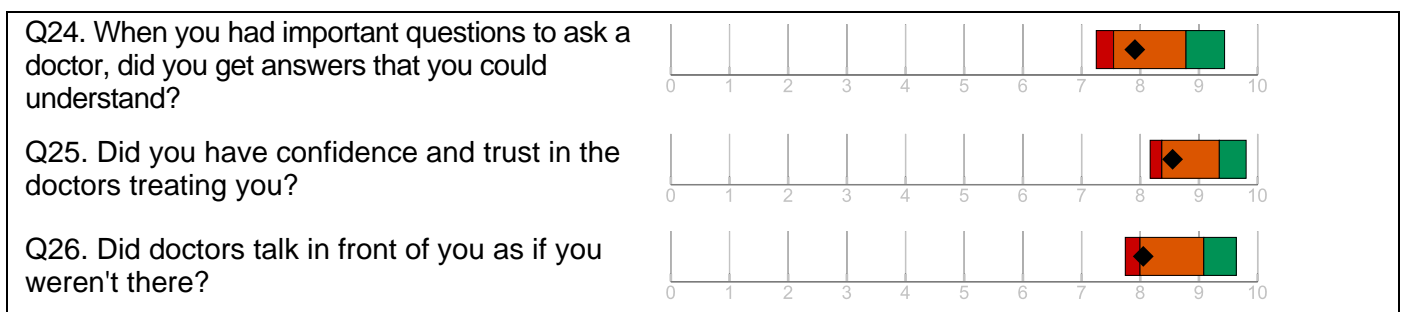 Q24. When you had important questions to ask a
doctor, did you get answers that you could
understand?
0 1 2 3 4 5 6 7 8 9 10
Q25. Did you have confidence and trust in the
doctors treating you?
0 1 2 3 4 5 6 7 8 9 10
Q26. Did doctors talk in front of you as if you
weren't there?
0 1 2 3 4 5 6 7 8 9 10